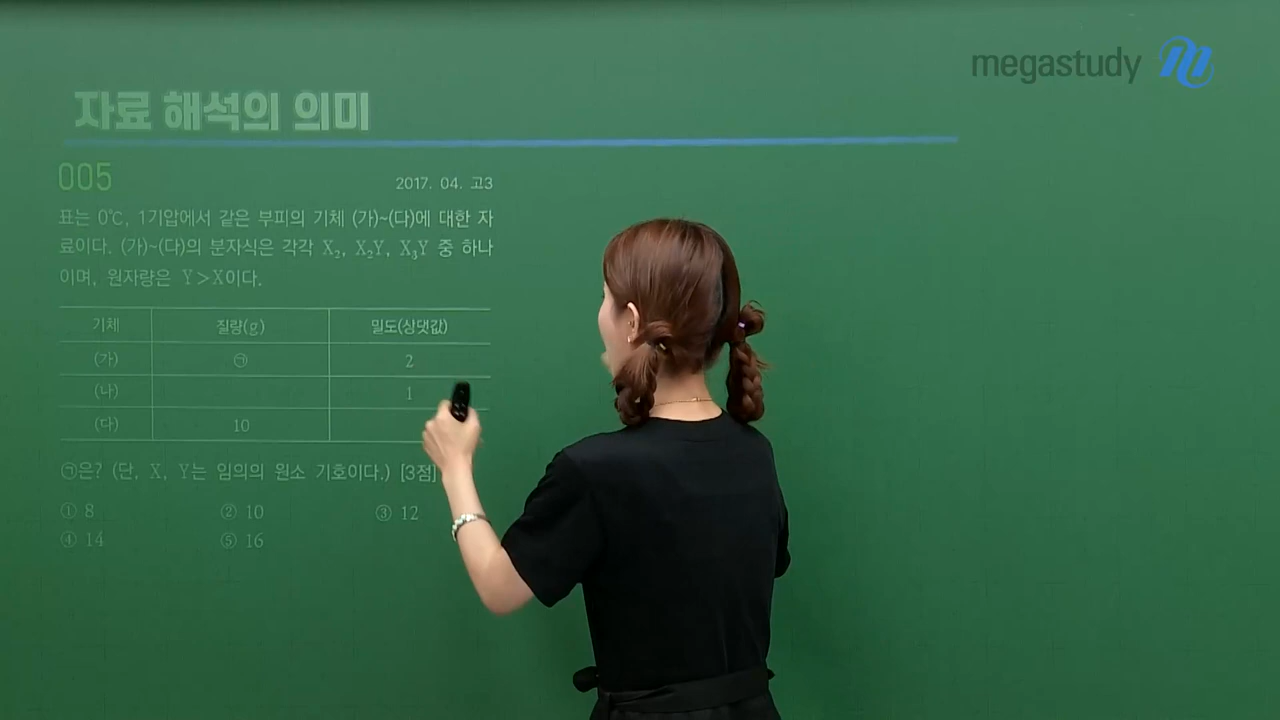 megastudy
자료 해석의 의미
005
2017. 04. 고3
표는 0℃, 1기압에서 같은 부피의 기체 (가)~(다)에 대한 자
료이다. (가)~(다)의 분자식은 각각 X₂, X₂Y, X₃Y 중 하나
이며, 원자량은 Y>X이다.
기체 질량(g) 밀도(상댓값)
(가) ㉠ 2
(나) 1
(다) 10
㉠은? (단, X, Y는 임의의 원소 기호이다.) [3점]
① 8 ② 10 ③ 12
④ 14 ⑤ 16